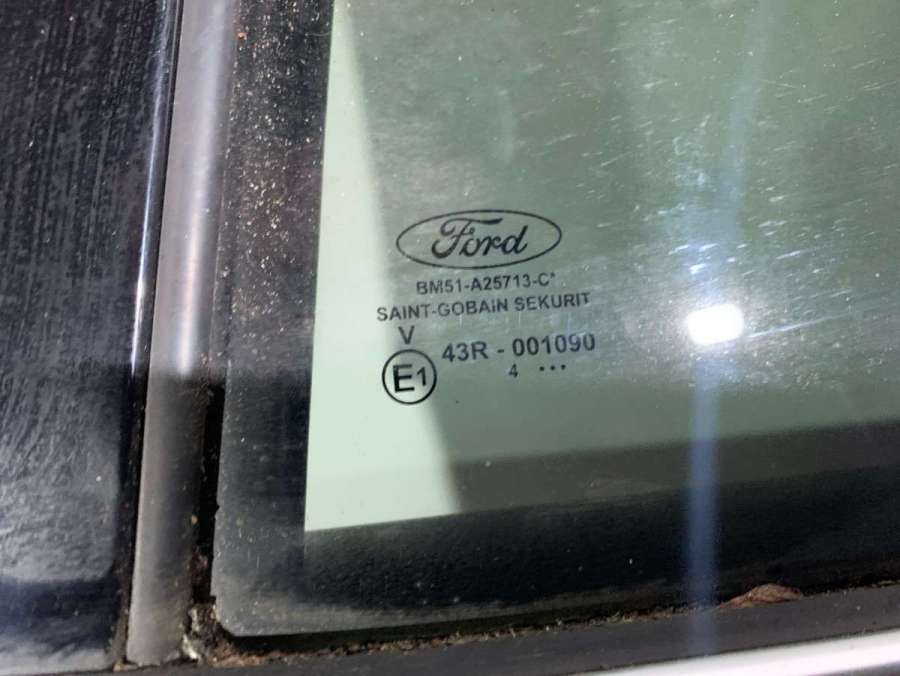 Ford
BM51-A25713-C*
SAINT-GOBAIN SEKURIT
V
43R - 001090
E1
4 •••